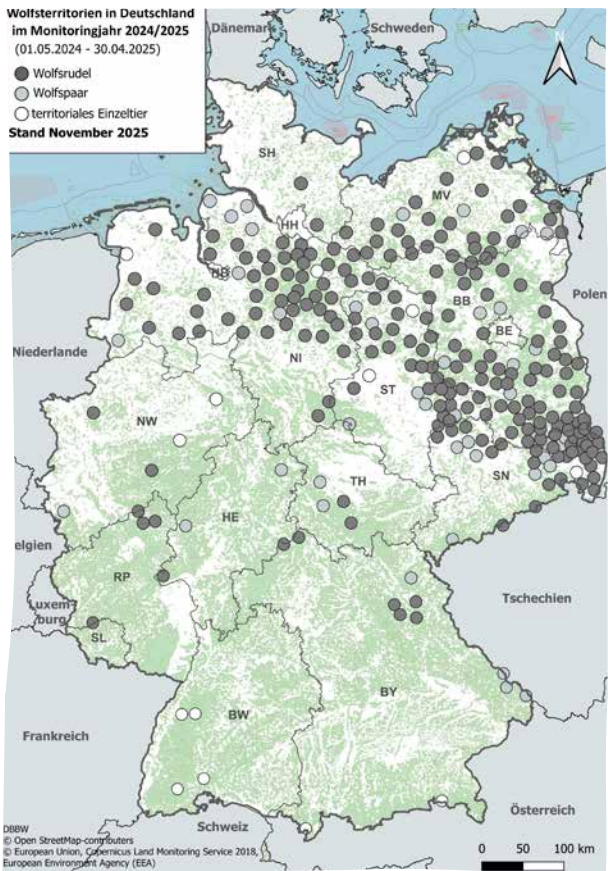 Wolfsterritorien in Deutschland
im Monitoringjahr 2024/2025
(01.05.2024 - 30.04.2025)
Wolfsrudel
Wolfspaar
territoriales Einzeltier
Stand November 2025
Dänemar
Schweden
N
SH
MV
HH
HB
BB
Polen
BE
Niederlande
NI
ST
NW
SN
TH
HE
elgien
RP
Tschechien
Luxem-
burg
SL
BY
BW
Frankreich
Österreich
Schweiz
DBBW
© Open StreetMap-contributers
© European Union, Copernicus Land Monitoring Service 2018,
European Environment Agency (EEA)
0 50 100 km